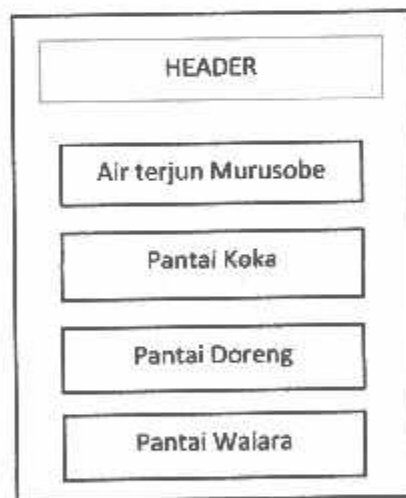 HEADER
Air terjun Murusobe
Pantai Koka
Pantai Doreng
Pantai Waiara